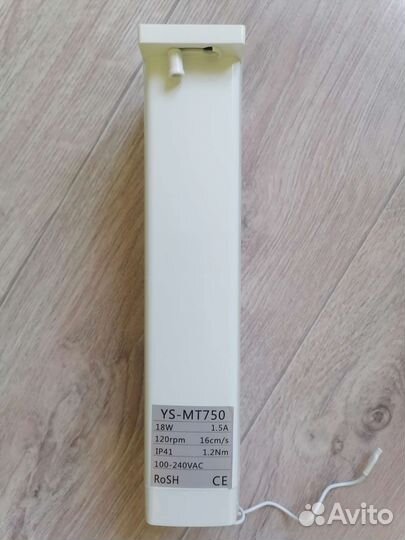 YS-MT750
18W 1.5A
120rpm 16cm/s
IP41 1.2Nm
100-240VAC
RoSH CE
Avito